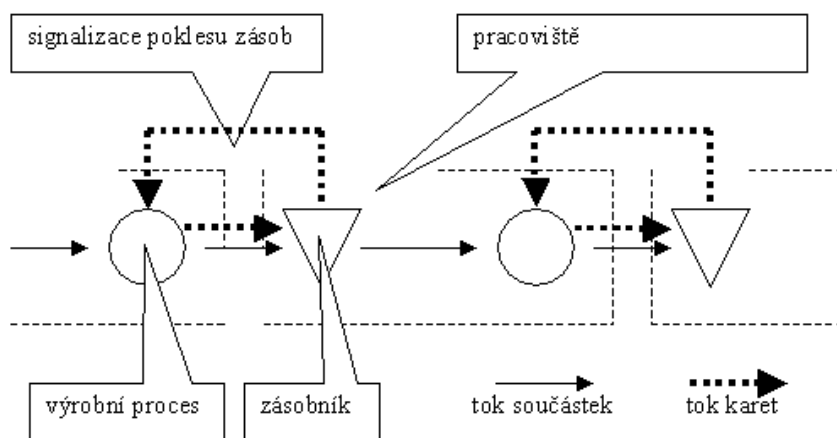 signalizace poklesu zásob
pracoviště
výrobní proces
zásobník
tok součástek
tok karet